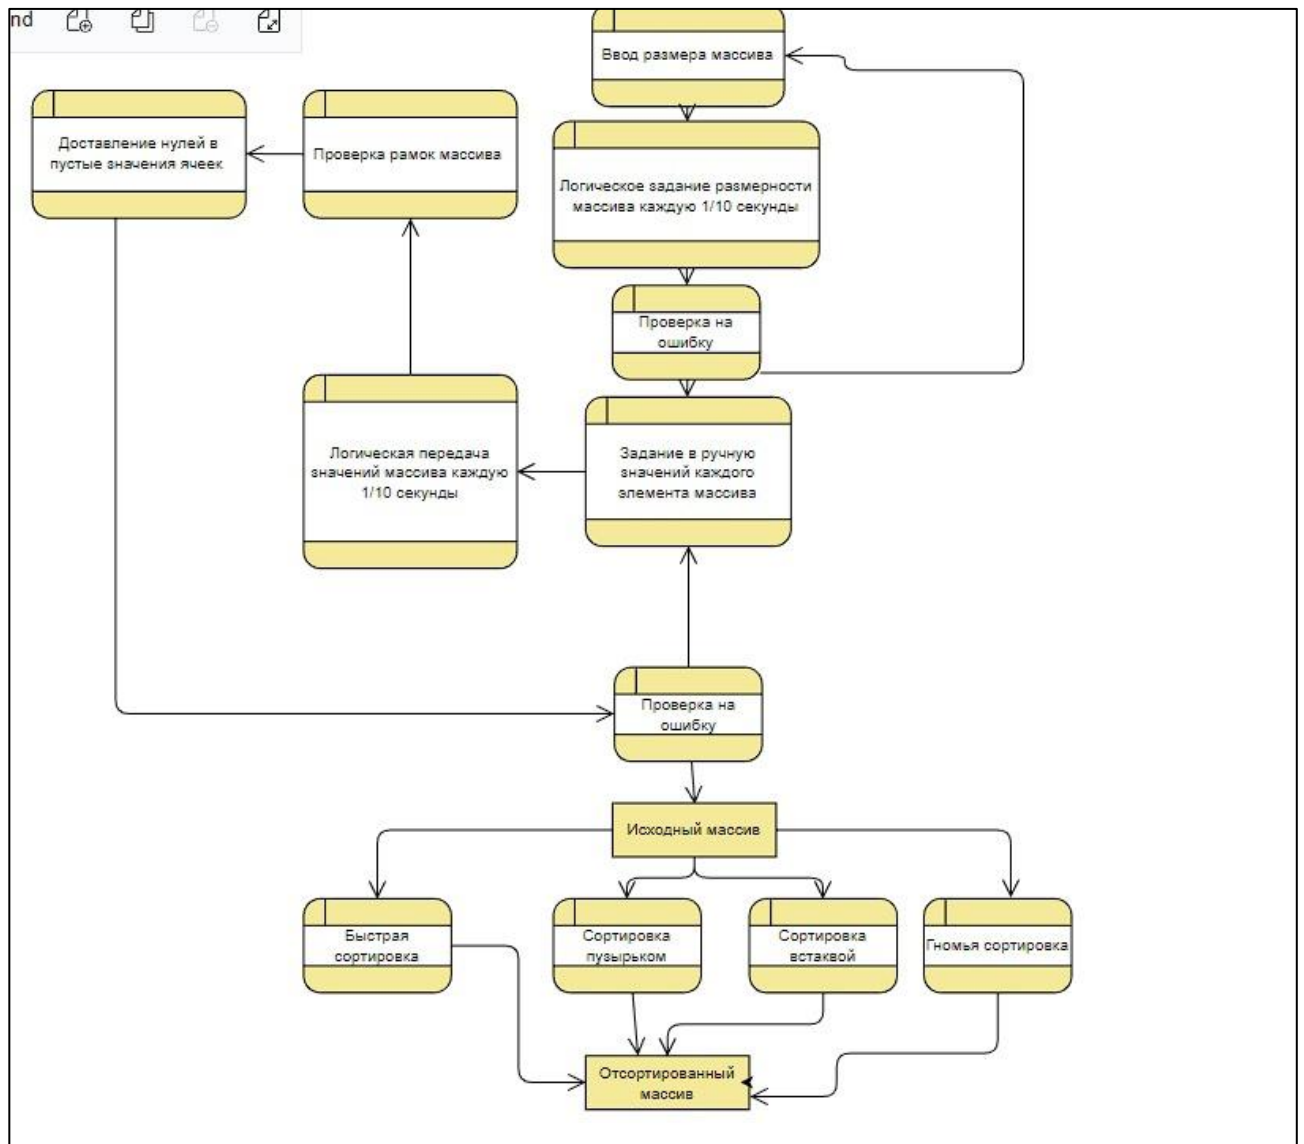 nd
Ввод размера массива
Доставление нулей в
пустые значения ячеек
Проверка рамок массива
Логическое задание размерности
массива каждую 1/10 секунды
Проверка на
ошибку
Логическая передача
значений массива каждую
1/10 секунды
Задание в ручную
значений каждого
элемента массива
Проверка на
ошибку
Исходный массив
Быстрая
сортировка
Сортировка
пузырьком
Сортировка
встаквой
Гномья сортировка
Отсортированный
массив